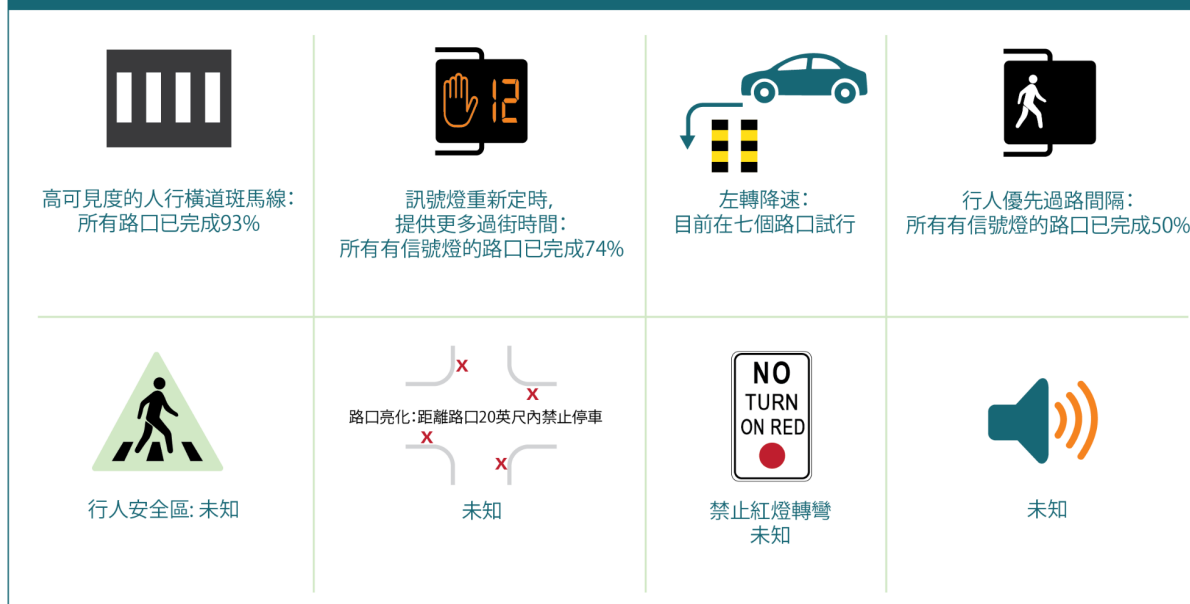 12
高可見度的人行橫道斑馬線：
所有路口已完成93%
訊號燈重新定時，
提供更多過街時間：
所有有信號燈的路口已完成74%
左轉降速：
目前在七個路口試行
行人優先過路間隔：
所有有信號燈的路口已完成50%
行人安全區: 未知
X
X
路口亮化：距離路口20英尺內禁止停車
X
X
未知
NO
TURN
ON RED
禁止紅燈轉彎
未知
未知